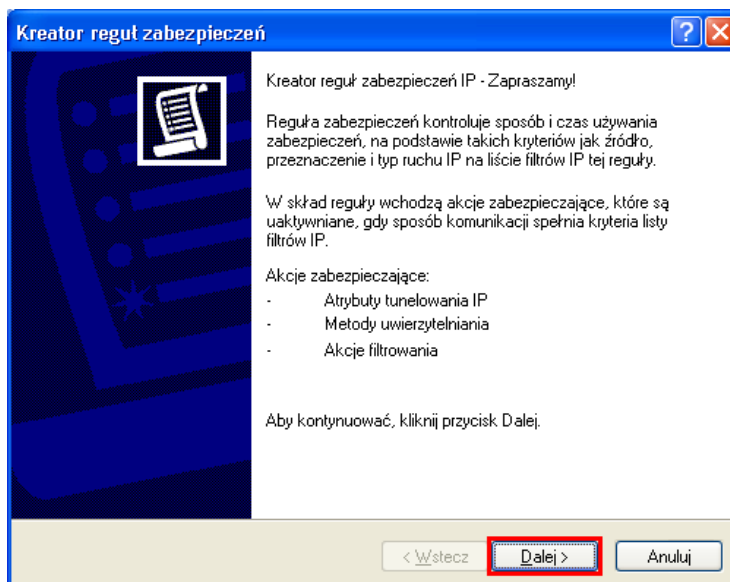 Kreator reguł zabezpieczeń
Kreator reguł zabezpieczeń IP - Zapraszamy!
Reguła zabezpieczeń kontroluje sposób i czas używania
zabezpieczeń, na podstawie takich kryteriów jak źródło,
przeznaczenie i typ ruchu IP na liście filtrów IP tej reguły.
W skład reguły wchodzą akcje zabezpieczające, które są
uaktywniane, gdy sposób komunikacji spełnia kryteria listy
filtrów IP.
Akcje zabezpieczające:
- Atrybuty tunelowania IP
- Metody uwierzytelniania
- Akcje filtrowania
Aby kontynuować, kliknij przycisk Dalej.
< Wstecz Dalej > Anuluj